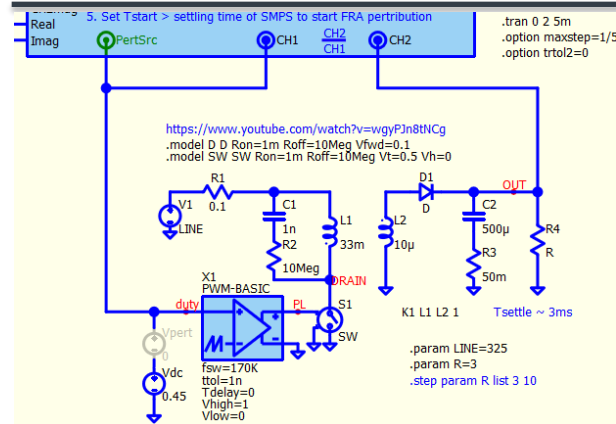 5. Set Tstart > settling time of SMPS to start FRA pertribution
Real
Imag
PertSrc
CH1
CH2
CH1
CH2
.tran 0 2 5m
.option maxstep=1/5
.option trtol2=0
https://www.youtube.com/watch?v=wgyPJn8tNCg
.model D D Ron=1m Roff=10Meg Vfwd=0.1
.model SW SW Ron=1m Roff=10Meg Vt=0.5 Vh=0
R1
0.1
V1
LINE
C1
1n
R2
10Meg
L1
33m
DRAIN
L2
10µ
D1
D
OUT
C2
500µ
R3
50m
R4
R
X1
PWM-BASIC
duty
PL
S1
SW
K1 L1 L2 1
Tsettle ~ 3ms
Vpert
0
Vdc
0.45
fsw=170K
ttol=1n
Tdelay=0
Vhigh=1
Vlow=0
.param LINE=325
.param R=3
.step param R list 3 10